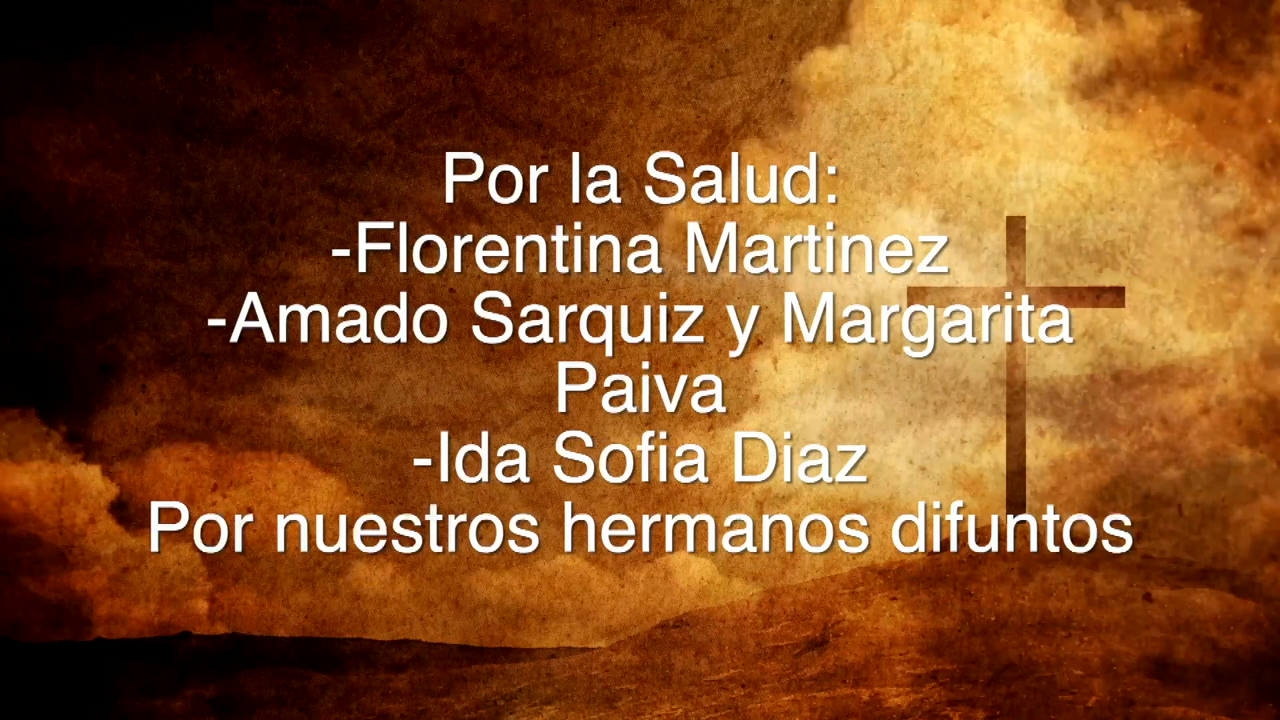 Por la Salud:
-Florentina Martinez
-Amado Sarquiz y Margarita
Paiva
-Ida Sofia Diaz
Por nuestros hermanos difuntos